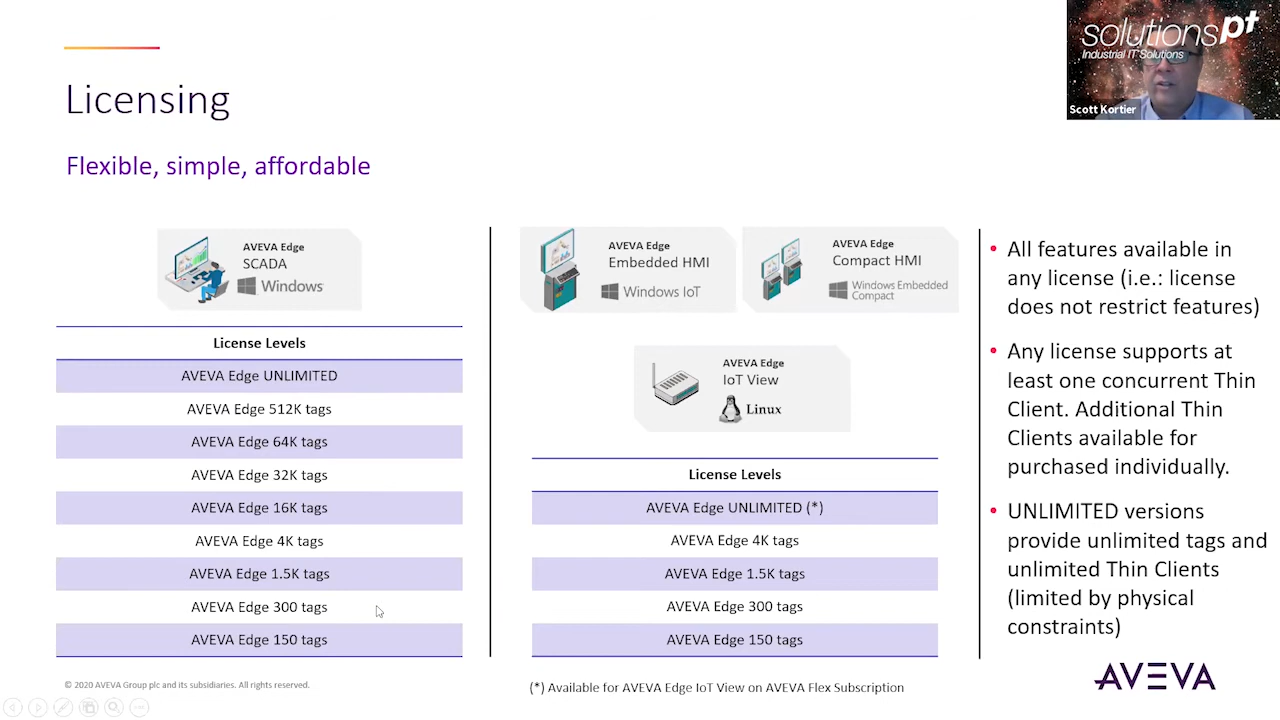 Licensing
Flexible, simple, affordable
solutionspt
Industrial IT Solutions
Scott Kortier
AVEVA Edge
SCADA
Windows
License Levels
AVEVA Edge UNLIMITED
AVEVA Edge 512K tags
AVEVA Edge 64K tags
AVEVA Edge 32K tags
AVEVA Edge 16K tags
AVEVA Edge 4K tags
AVEVA Edge 1.5K tags
AVEVA Edge 300 tags
AVEVA Edge 150 tags
AVEVA Edge
Embedded HMI
Windows IoT
AVEVA Edge
Compact HMI
Windows Embedded
Compact
AVEVA Edge
IoT View
Linux
License Levels
AVEVA Edge UNLIMITED (*)
AVEVA Edge 4K tags
AVEVA Edge 1.5K tags
AVEVA Edge 300 tags
AVEVA Edge 150 tags
• All features available in
any license (i.e.: license
does not restrict features)
• Any license supports at
least one concurrent Thin
Client. Additional Thin
Clients available for
purchased individually.
• UNLIMITED versions
provide unlimited tags and
unlimited Thin Clients
(limited by physical
constraints)
© 2020 AVEVA Group plc and its subsidiaries. All rights reserved.
(*) Available for AVEVA Edge IoT View on AVEVA Flex Subscription
AVEVA